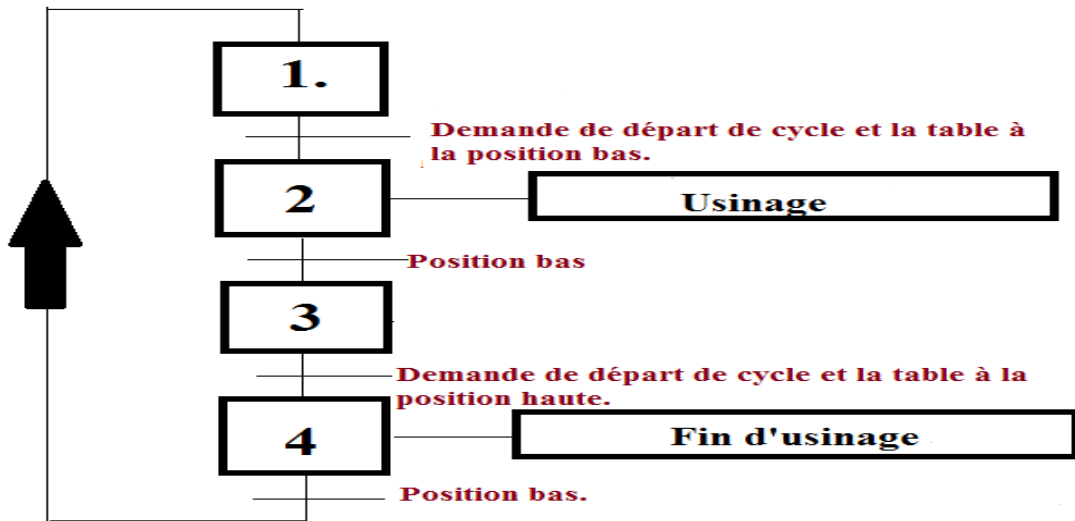 1.
Demande de départ de cycle et la table à
la position bas.
2
Usinage
Position bas
3
Demande de départ de cycle et la table à la
position haute.
4
Fin d'usinage
Position bas.